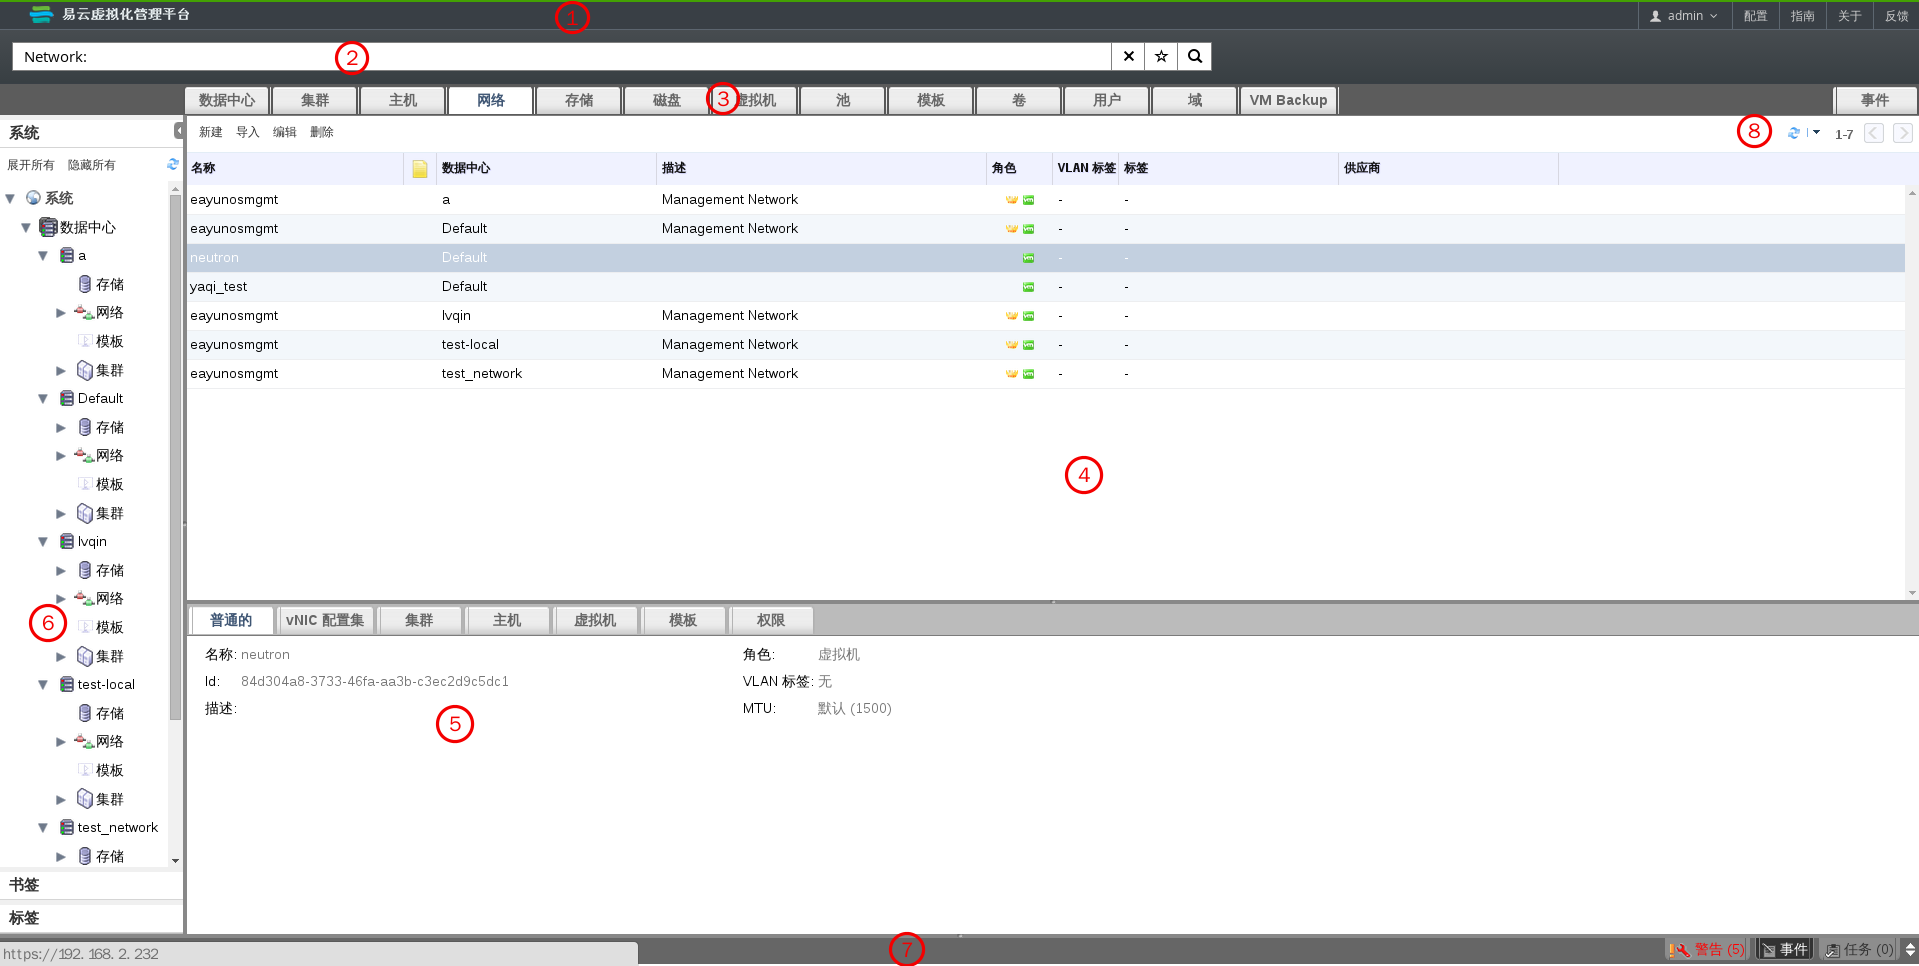 易云虚拟化管理平台 ① admin 配置 指南 关于 反馈
Network: ②
数据中心 集群 主机 网络 存储 磁盘 ③ 虚拟机 池 模板 卷 用户 域 VM Backup 事件
系统
新建 导入 编辑 删除 ⑧ 1-7
展开所有 隐藏所有
名称 数据中心 描述 角色 VLAN 标签 标签 供应商
eayunosmgmt a Management Network - -
eayunosmgmt Default Management Network - -
neutron Default - -
yaqi_test Default - -
eayunosmgmt lvqin Management Network - -
eayunosmgmt test-local Management Network - -
eayunosmgmt test_network Management Network - -
④
系统
数据中心
a
存储
网络
模板
集群
Default
存储
网络
模板
集群
lvqin
存储
网络
⑥ 模板
集群
test-local
存储
网络
模板
集群
test_network
存储
书签
标签
普通的 vNIC 配置集 集群 主机 虚拟机 模板 权限
名称: neutron 角色: 虚拟机
Id: 84d304a8-3733-46fa-aa3b-c3ec2d9c5dc1 VLAN 标签: 无
描述: MTU: 默认 (1500)
⑤
https://192.168.2.232 ⑦ 警告 (5) 事件 任务 (0)